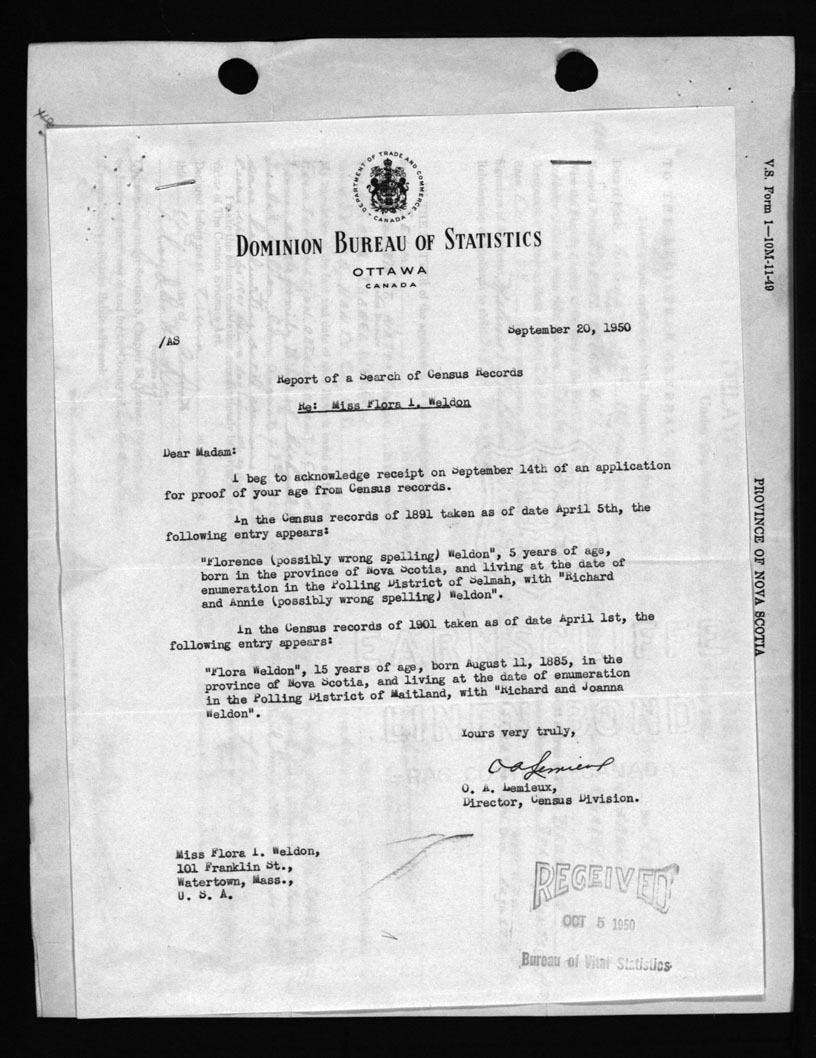 DEPARTMENT OF TRADE AND COMMERCE
CANADA
DOMINION BUREAU OF STATISTICS
OTTAWA
CANADA
September 20, 1950
/AS
Report of a Search of Census Records
Re: Miss Flora I. Weldon
Dear Madam:
I beg to acknowledge receipt on September 14th of an application
for proof of your age from Census records.
In the Census records of 1891 taken as of date April 5th, the
following entry appears:
"Florence (possibly wrong spelling) Weldon", 5 years of age,
born in the province of Nova Scotia, and living at the date of
enumeration in the Polling District of Selmah, with "Richard
and Annie (possibly wrong spelling) Weldon".
In the Census records of 1901 taken as of date April 1st, the
following entry appears:
"Flora Weldon", 15 years of age, born August 11, 1885, in the
province of Nova Scotia, and living at the date of enumeration
in the Polling District of Maitland, with "Richard and Joanna
Weldon".
Yours very truly,
O A Lemieux
O. A. Lemieux,
Director, Census Division.
Miss Flora I. Weldon,
101 Franklin St.,
Watertown, Mass.,
U. S. A.
RECEIVED
OCT 5 1950
Bureau of Vital Statistics
V.S. Form 1—10M-11-49
PROVINCE OF NOVA SCOTIA